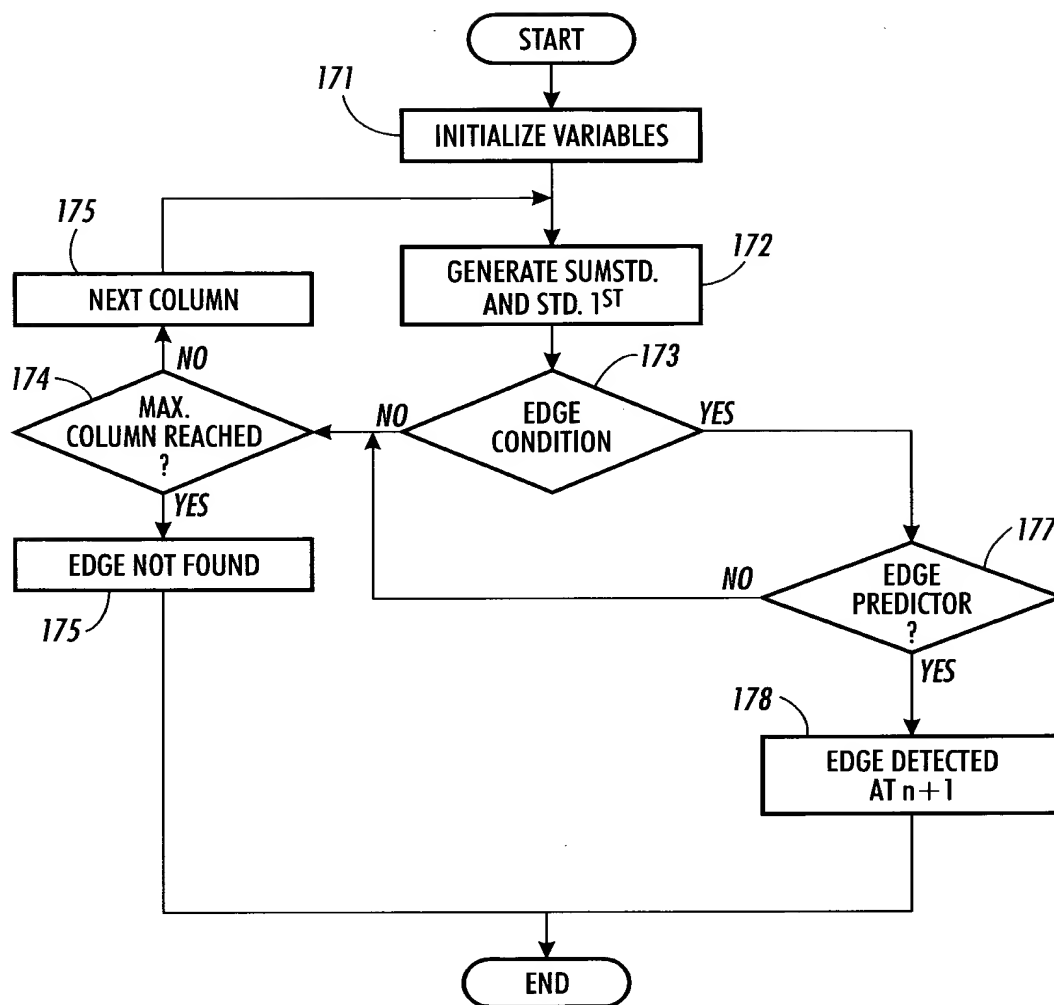 START
171
INITIALIZE VARIABLES
175
NEXT COLUMN
GENERATE SUMSTD.
AND STD. 1ST
172
NO
174
MAX.
COLUMN REACHED
?
YES
173
EDGE
CONDITION
NO
YES
EDGE NOT FOUND
175
177
EDGE
PREDICTOR
?
NO
YES
178
EDGE DETECTED
AT n+1
END